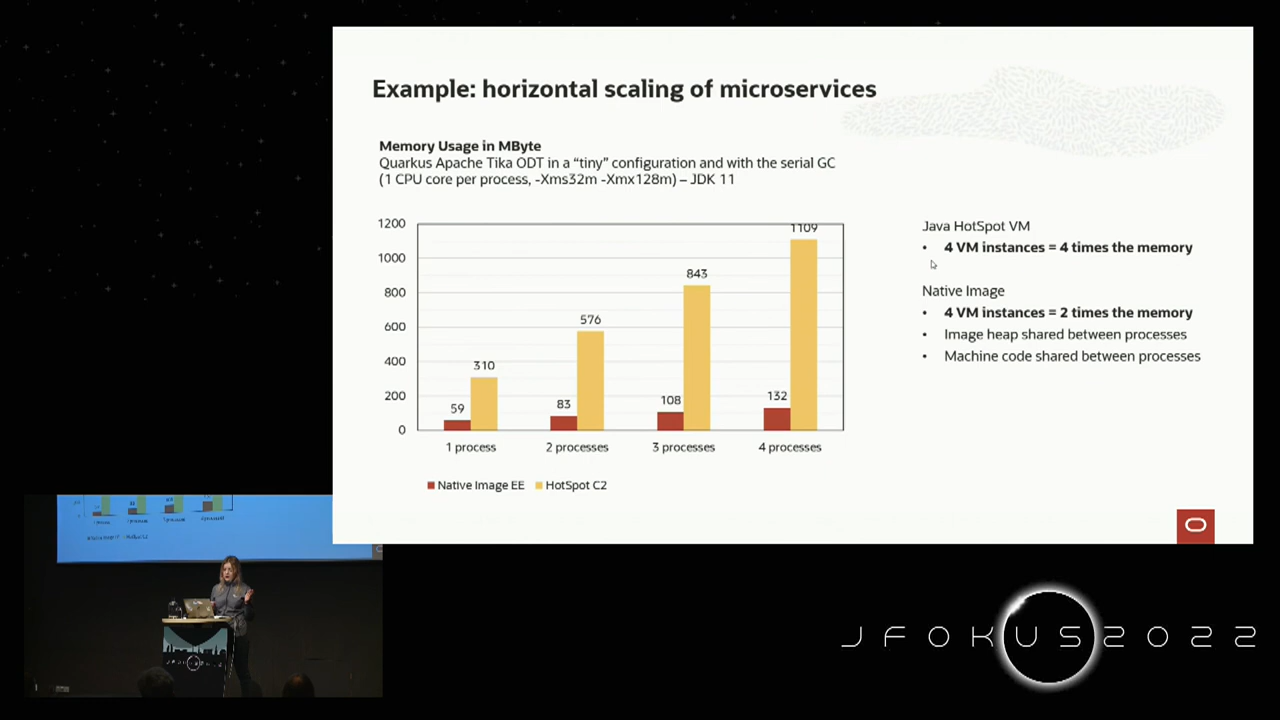 Example: horizontal scaling of microservices
Memory Usage in MByte
Quarkus Apache Tika ODT in a “tiny” configuration and with the serial GC
(1 CPU core per process, -Xms32m -Xmx128m) – JDK 11
1200
1000
800
600
400
200
0
59
310
83
576
108
843
132
1109
1 process
2 processes
3 processes
4 processes
Native Image EE
HotSpot C2
Java HotSpot VM
• 4 VM instances = 4 times the memory
Native Image
• 4 VM instances = 2 times the memory
• Image heap shared between processes
• Machine code shared between processes
JFOKUS2022